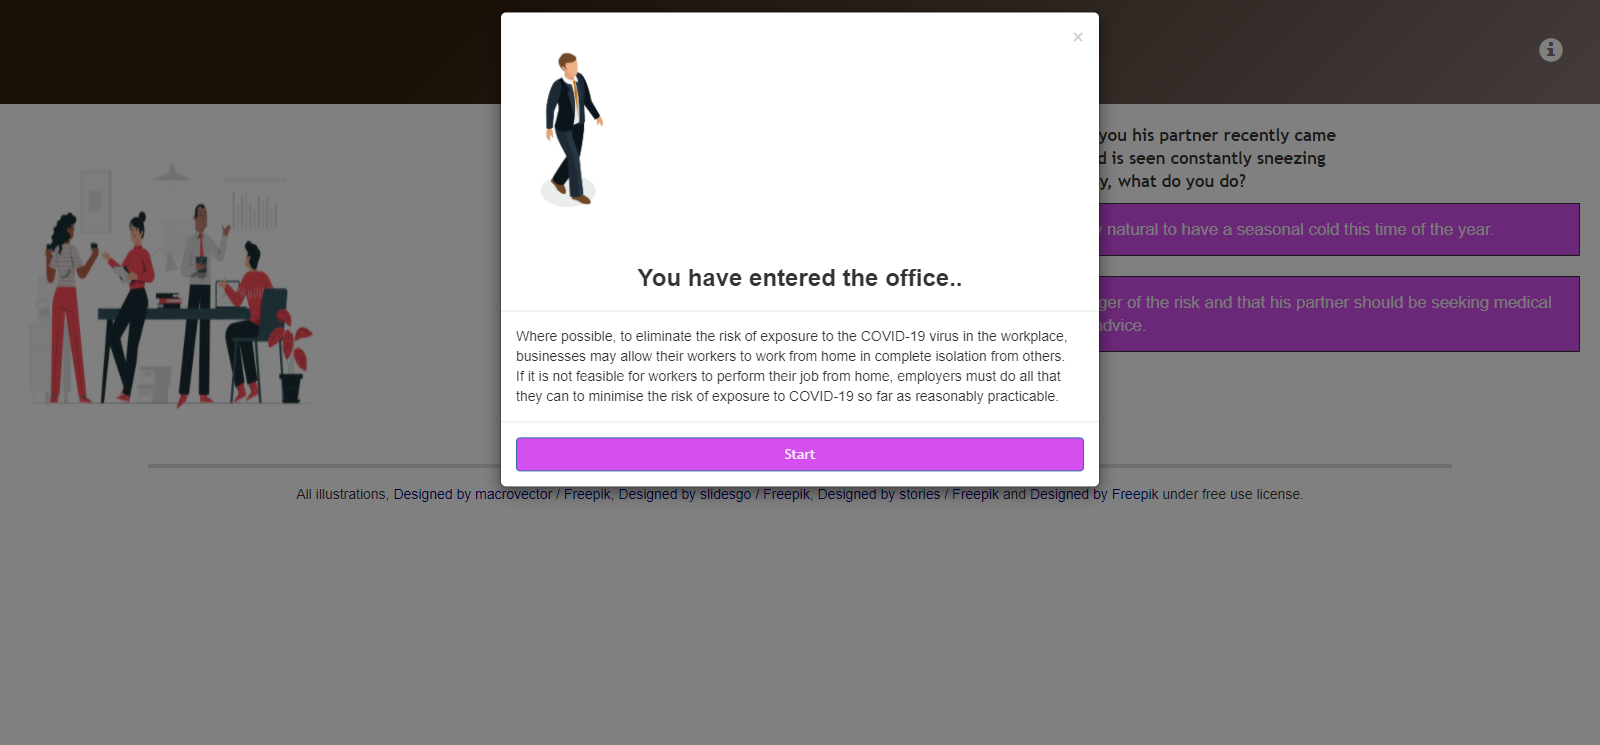 you his partner recently came
is seen constantly sneezing
what do you do?
natural to have a seasonal cold this time of the year.
of the risk and that his partner should be seeking medical
You have entered the office..
Where possible, to eliminate the risk of exposure to the COVID-19 virus in the workplace,
businesses may allow their workers to work from home in complete isolation from others.
If it is not feasible for workers to perform their job from home, employers must do all that
they can to minimise the risk of exposure to COVID-19 so far as reasonably practicable.
Start
All illustrations, Designed by macrovector / Freepik, Designed by slidesgo / Freepik, Designed by stories / Freepik and Designed by Freepik under free use license.